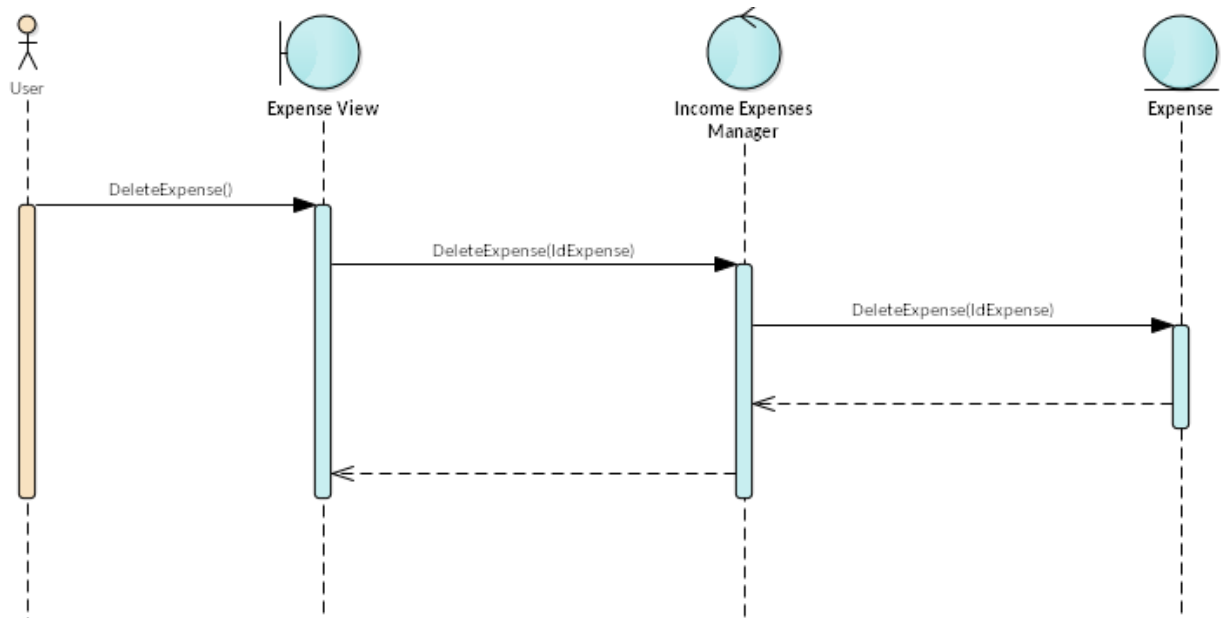 User
Expense View
Income Expenses
Manager
Expense
DeleteExpense()
DeleteExpense(IdExpense)
DeleteExpense(IdExpense)